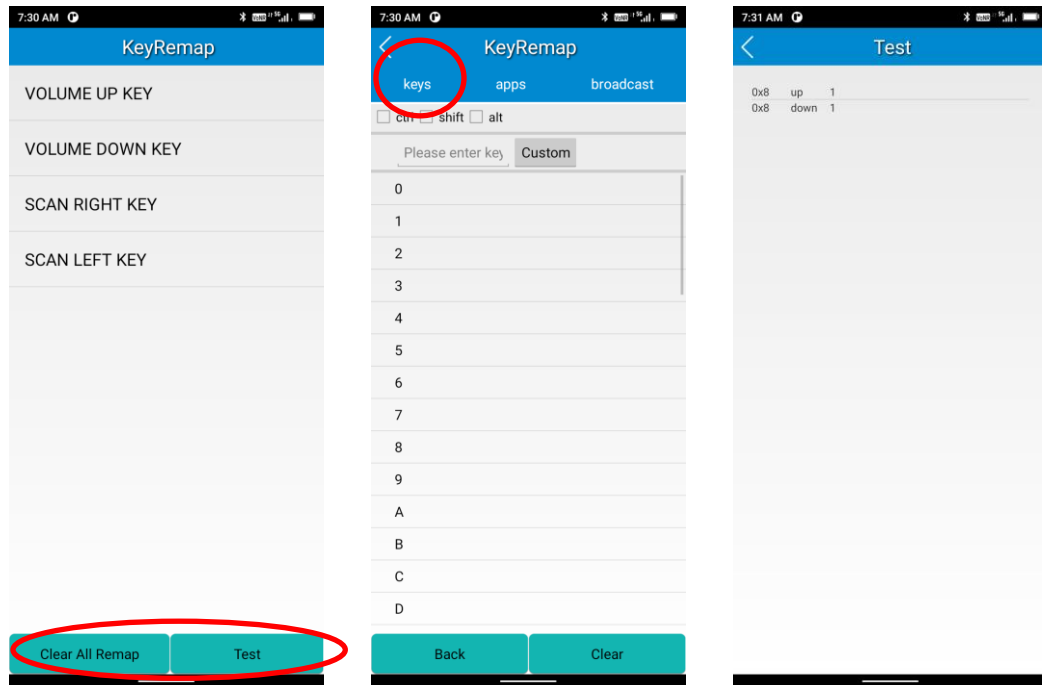 7:30 AM
KeyRemap
VOLUME UP KEY
VOLUME DOWN KEY
SCAN RIGHT KEY
SCAN LEFT KEY
Clear All Remap Test
7:30 AM
KeyRemap
keys apps broadcast
ctrl shift alt
Please enter key Custom
0
1
2
3
4
5
6
7
8
9
A
B
C
D
Back Clear
7:31 AM
Test
0x8 up 1
0x8 down 1